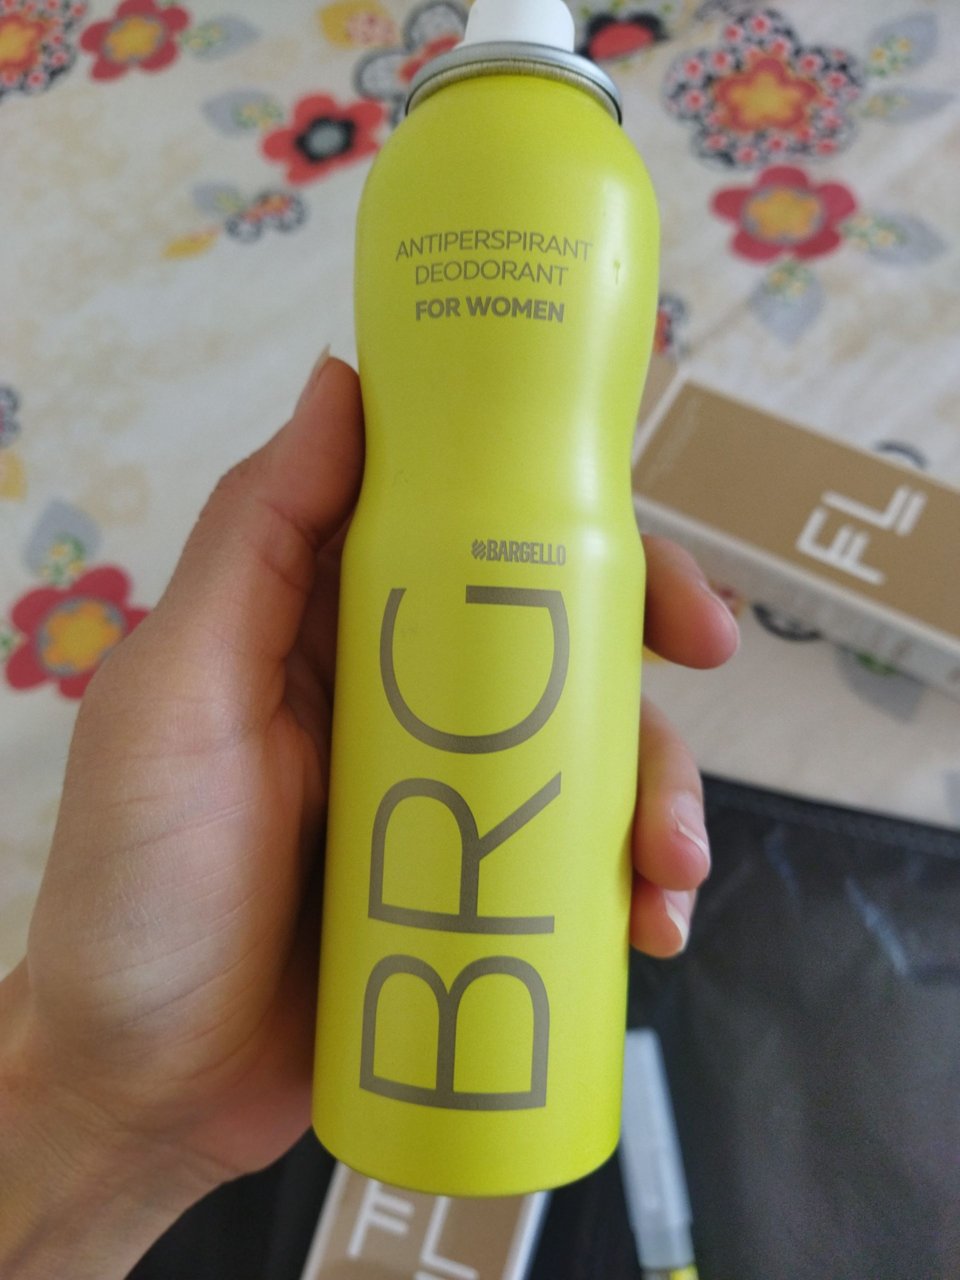 ANTIPERSPIRANT
DEODORANT
FOR WOMEN
#BARGELLO
BRG
FL
FL